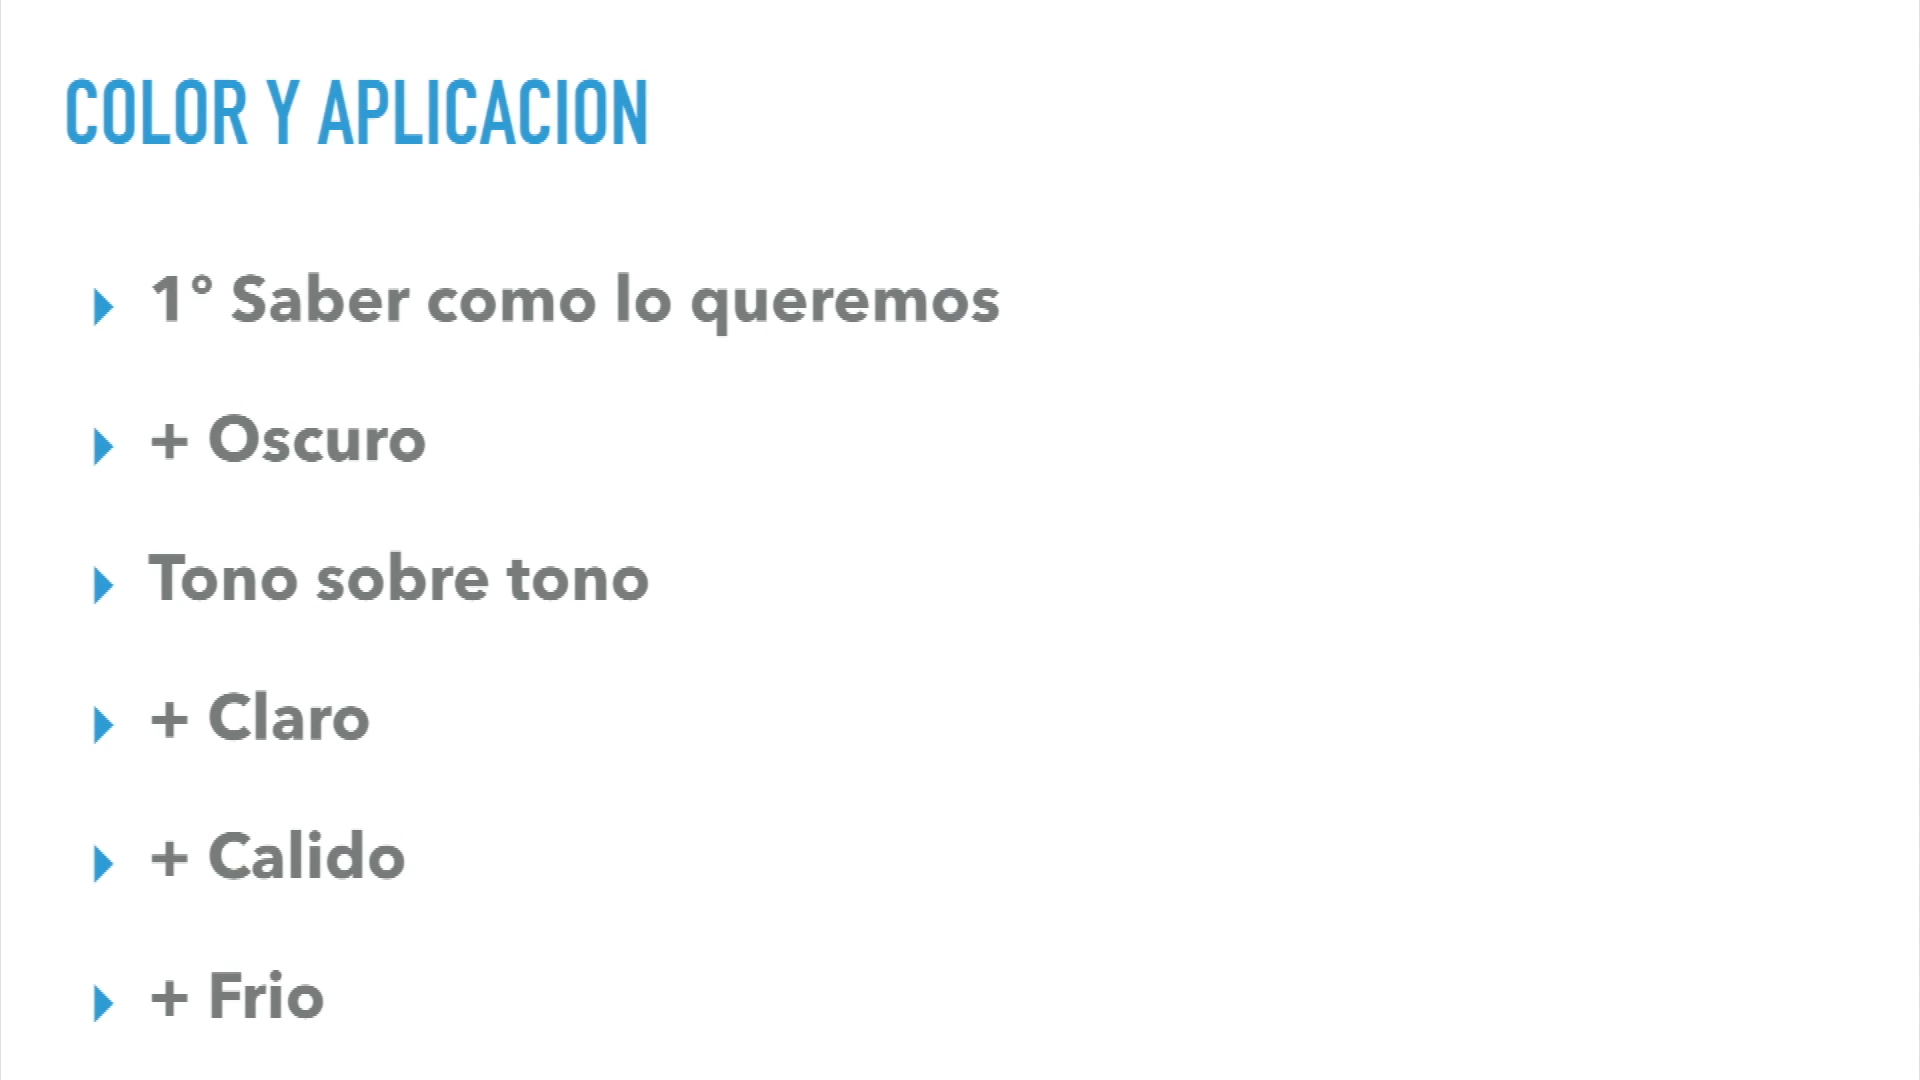 COLOR Y APLICACION
1° Saber como lo queremos
+ Oscuro
Tono sobre tono
+ Claro
+ Calido
+ Frio